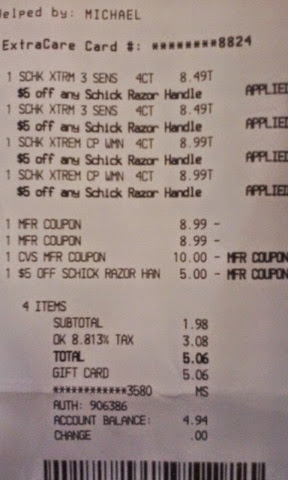 Helped by: MICHAEL
ExtraCare Card #: ********8824
1 SCHK XTRM 3 SENS 4CT 8.49T
$5 off any Schick Razor Handle APPLIED
1 SCHK XTRM 3 SENS 4CT 8.49T
$5 off any Schick Razor Handle APPLIED
1 SCHK XTREM CP WMN 4CT 8.99T
$5 off any Schick Razor Handle APPLIED
1 SCHK XTREM CP WMN 4CT 8.99T
$5 off any Schick Razor Handle APPLIED
1 MFR COUPON 8.99 -
1 MFR COUPON 8.99 -
1 CVS MFR COUPON 10.00 - MFR COUPON
1 $5 OFF SCHICK RAZOR HAN 5.00 - MFR COUPON
4 ITEMS
SUBTOTAL 1.98
OK 8.813% TAX 3.08
TOTAL 5.06
GIFT CARD 5.06
************3580 MS
AUTH: 906386
ACCOUNT BALANCE: 4.94
CHANGE .00